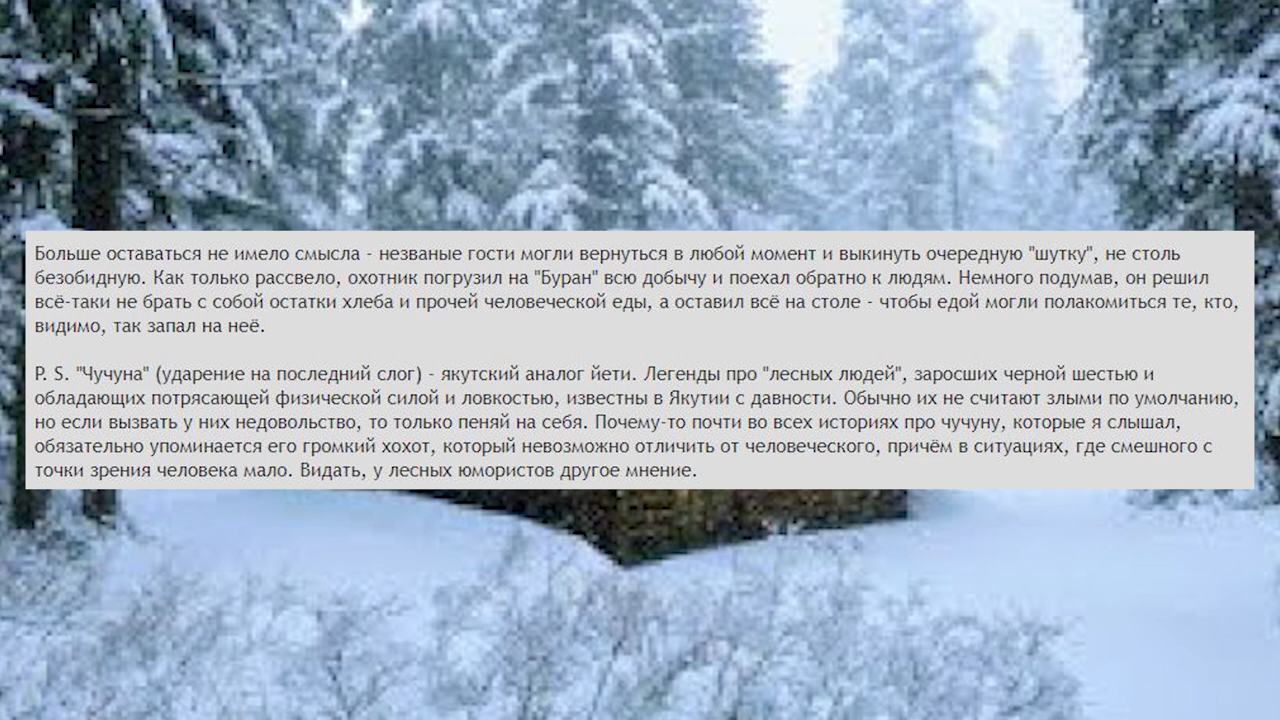 Больше оставаться не имело смысла - незваные гости могли вернуться в любой момент и выкинуть очередную "шутку", не столь
безобидную. Как только рассвело, охотник погрузил на "Буран" всю добычу и поехал обратно к людям. Немного подумав, он решил
всё-таки не брать с собой остатки хлеба и прочей человеческой еды, а оставил всё на столе - чтобы едой могли полакомиться те, кто,
видимо, так запал на неё.
P. S. "Чучуна" (ударение на последний слог) - якутский аналог йети. Легенды про "лесных людей", заросших черной шестью и
обладающих потрясающей физической силой и ловкостью, известны в Якутии с давности. Обычно их не считают злыми по умолчанию,
но если вызвать у них недовольство, то только пеняй на себя. Почему-то почти во всех историях про чучуну, которые я слышал,
обязательно упоминается его громкий хохот, который невозможно отличить от человеческого, причём в ситуациях, где смешного с
точки зрения человека мало. Видать, у лесных юмористов другое мнение.